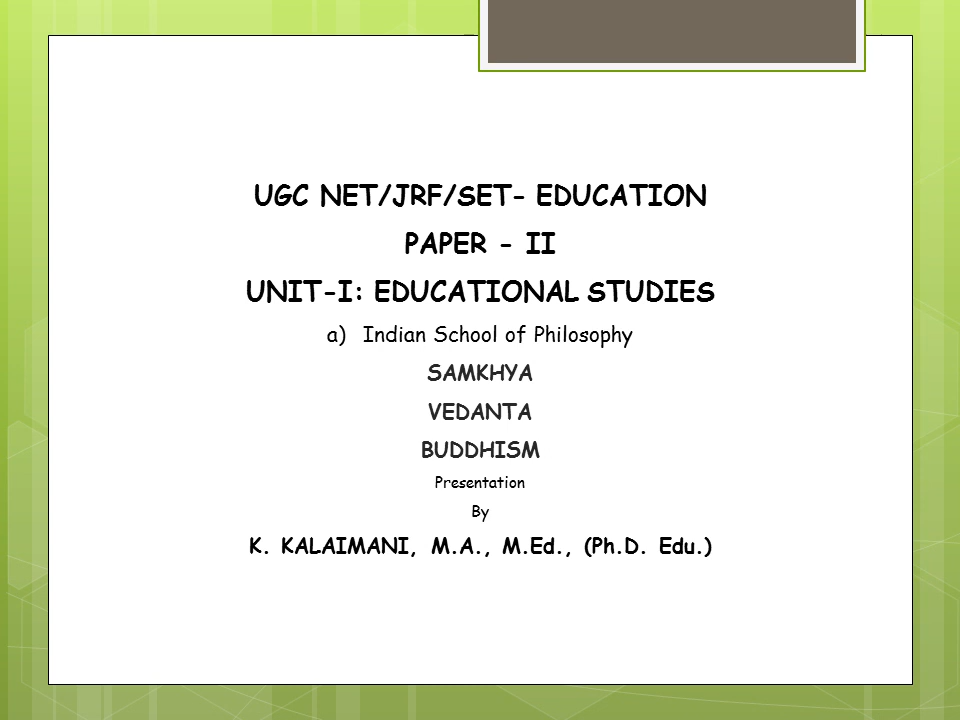 UGC NET/JRF/SET- EDUCATION
PAPER - II
UNIT-I: EDUCATIONAL STUDIES
a) Indian School of Philosophy
SAMKHYA
VEDANTA
BUDDHISM
Presentation
By
K. KALAIMANI, M.A., M.Ed., (Ph.D. Edu.)